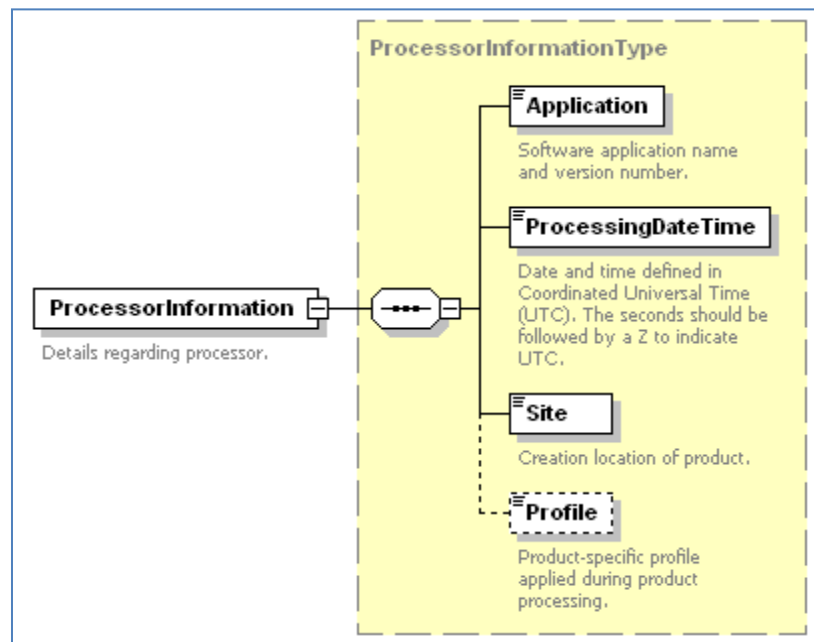 ProcessorInformationType
Application
Software application name
and version number.
ProcessingDateTime
Date and time defined in
Coordinated Universal Time
(UTC). The seconds should be
followed by a Z to indicate
UTC.
ProcessorInformation
Details regarding processor.
Site
Creation location of product.
Profile
Product-specific profile
applied during product
processing.